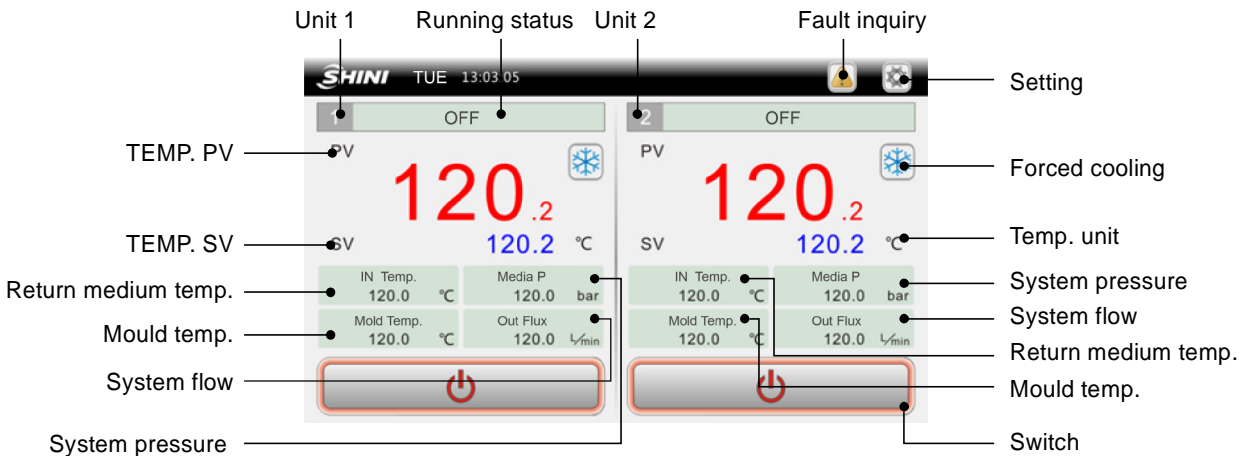 Unit 1 Running status Unit 2 Fault inquiry
SHINI TUE 13:03 05
Setting
1 OFF 2 OFF
TEMP. PV PV 120.2 PV 120.2 Forced cooling
TEMP. SV SV 120.2 °C SV 120.2 °C Temp. unit
IN Temp. Media P IN Temp. Media P System pressure
Return medium temp. 120.0 °C 120.0 bar 120.0 °C 120.0 bar
Mold Temp. Out Flux Mold Temp. Out Flux System flow
Mould temp. 120.0 °C 120.0 L/min 120.0 °C 120.0 L/min
Return medium temp.
System flow Mould temp.
System pressure Switch